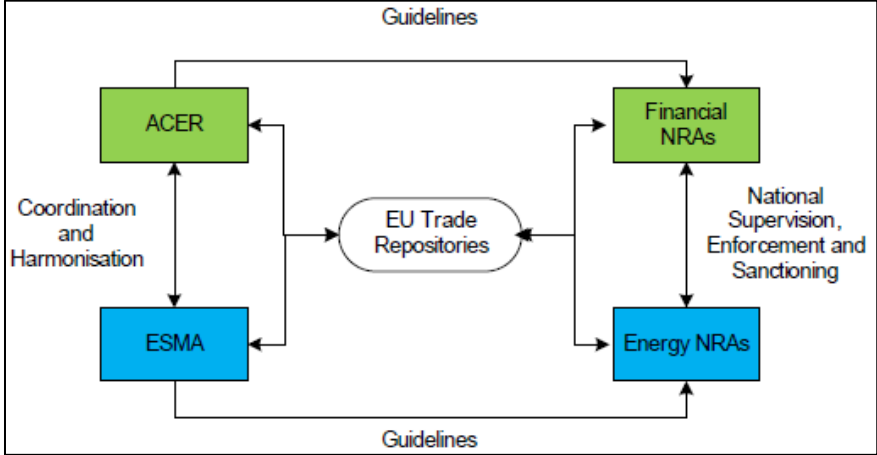 Guidelines
ACER
Financial
NRAs
Coordination
and
Harmonisation
EU Trade
Repositories
National
Supervision,
Enforcement and
Sanctioning
ESMA
Energy NRAs
Guidelines